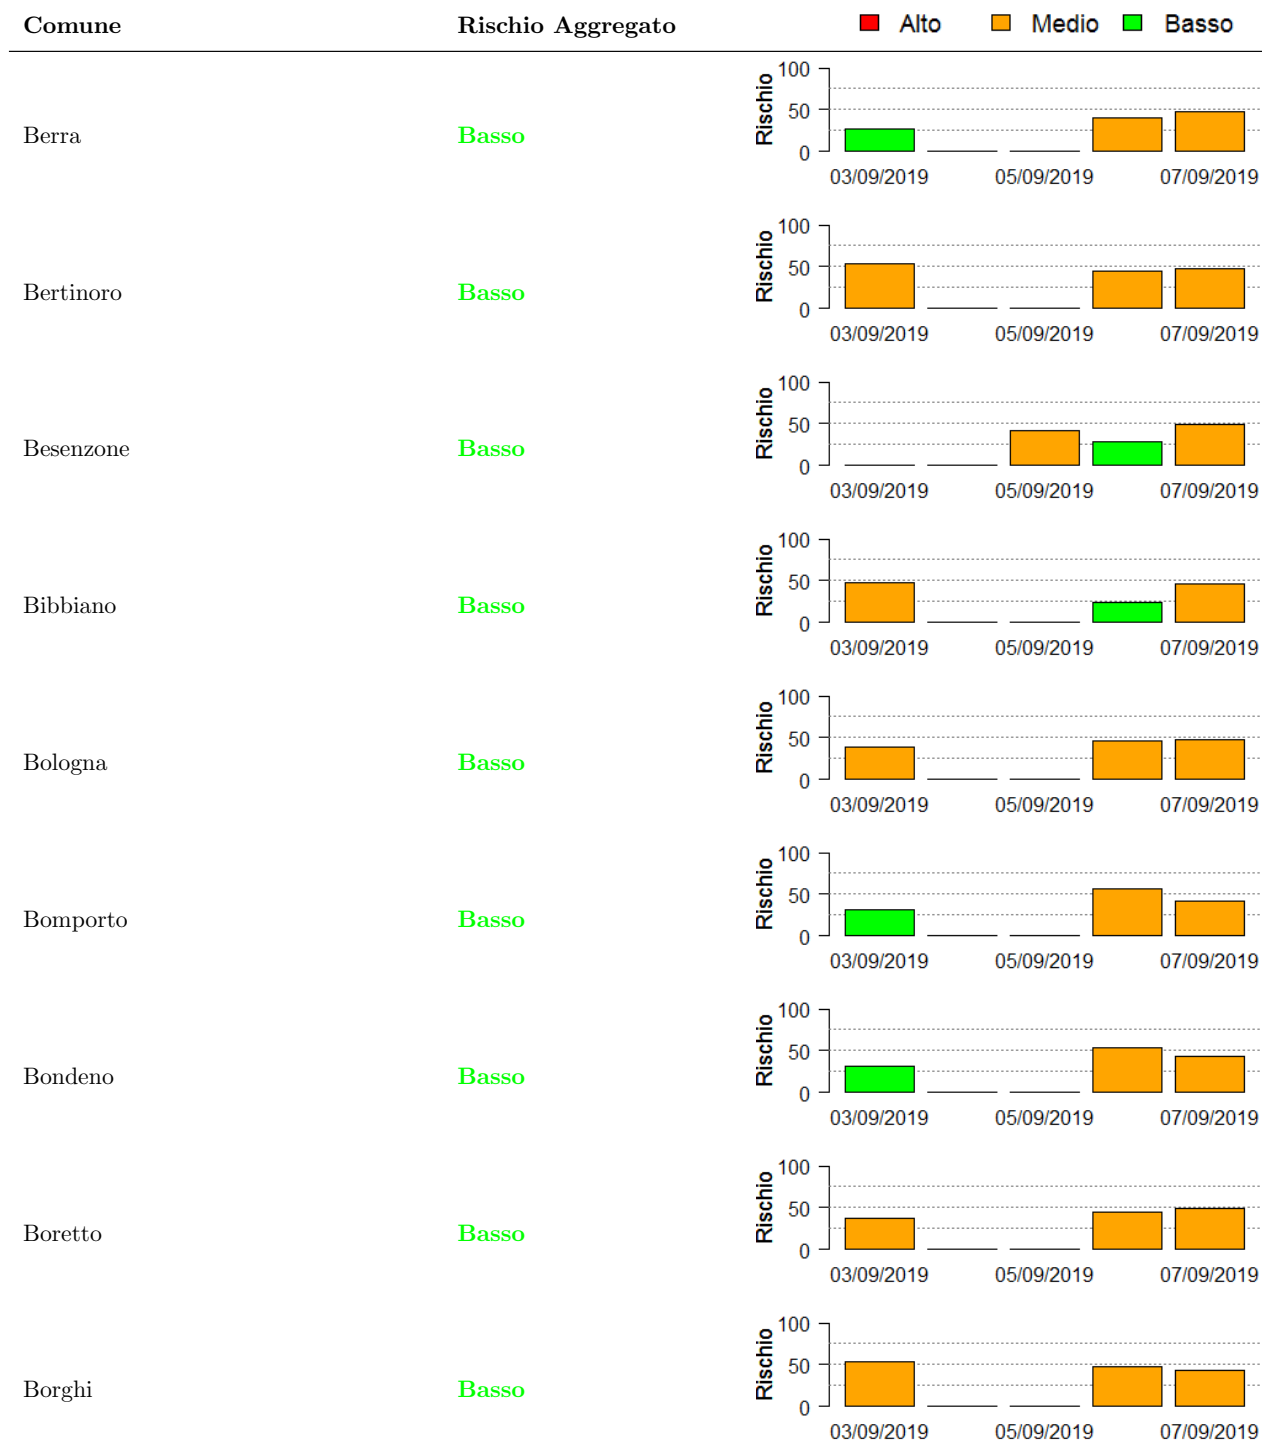 Comune Rischio Aggregato Alto Medio Basso
Berra Basso Rischio 100 50 0
03/09/2019 05/09/2019 07/09/2019
Bertinoro Basso Rischio 100 50 0
03/09/2019 05/09/2019 07/09/2019
Besenzone Basso Rischio 100 50 0
03/09/2019 05/09/2019 07/09/2019
Bibbiano Basso Rischio 100 50 0
03/09/2019 05/09/2019 07/09/2019
Bologna Basso Rischio 100 50 0
03/09/2019 05/09/2019 07/09/2019
Bomporto Basso Rischio 100 50 0
03/09/2019 05/09/2019 07/09/2019
Bondeno Basso Rischio 100 50 0
03/09/2019 05/09/2019 07/09/2019
Boretto Basso Rischio 100 50 0
03/09/2019 05/09/2019 07/09/2019
Borghi Basso Rischio 100 50 0
03/09/2019 05/09/2019 07/09/2019